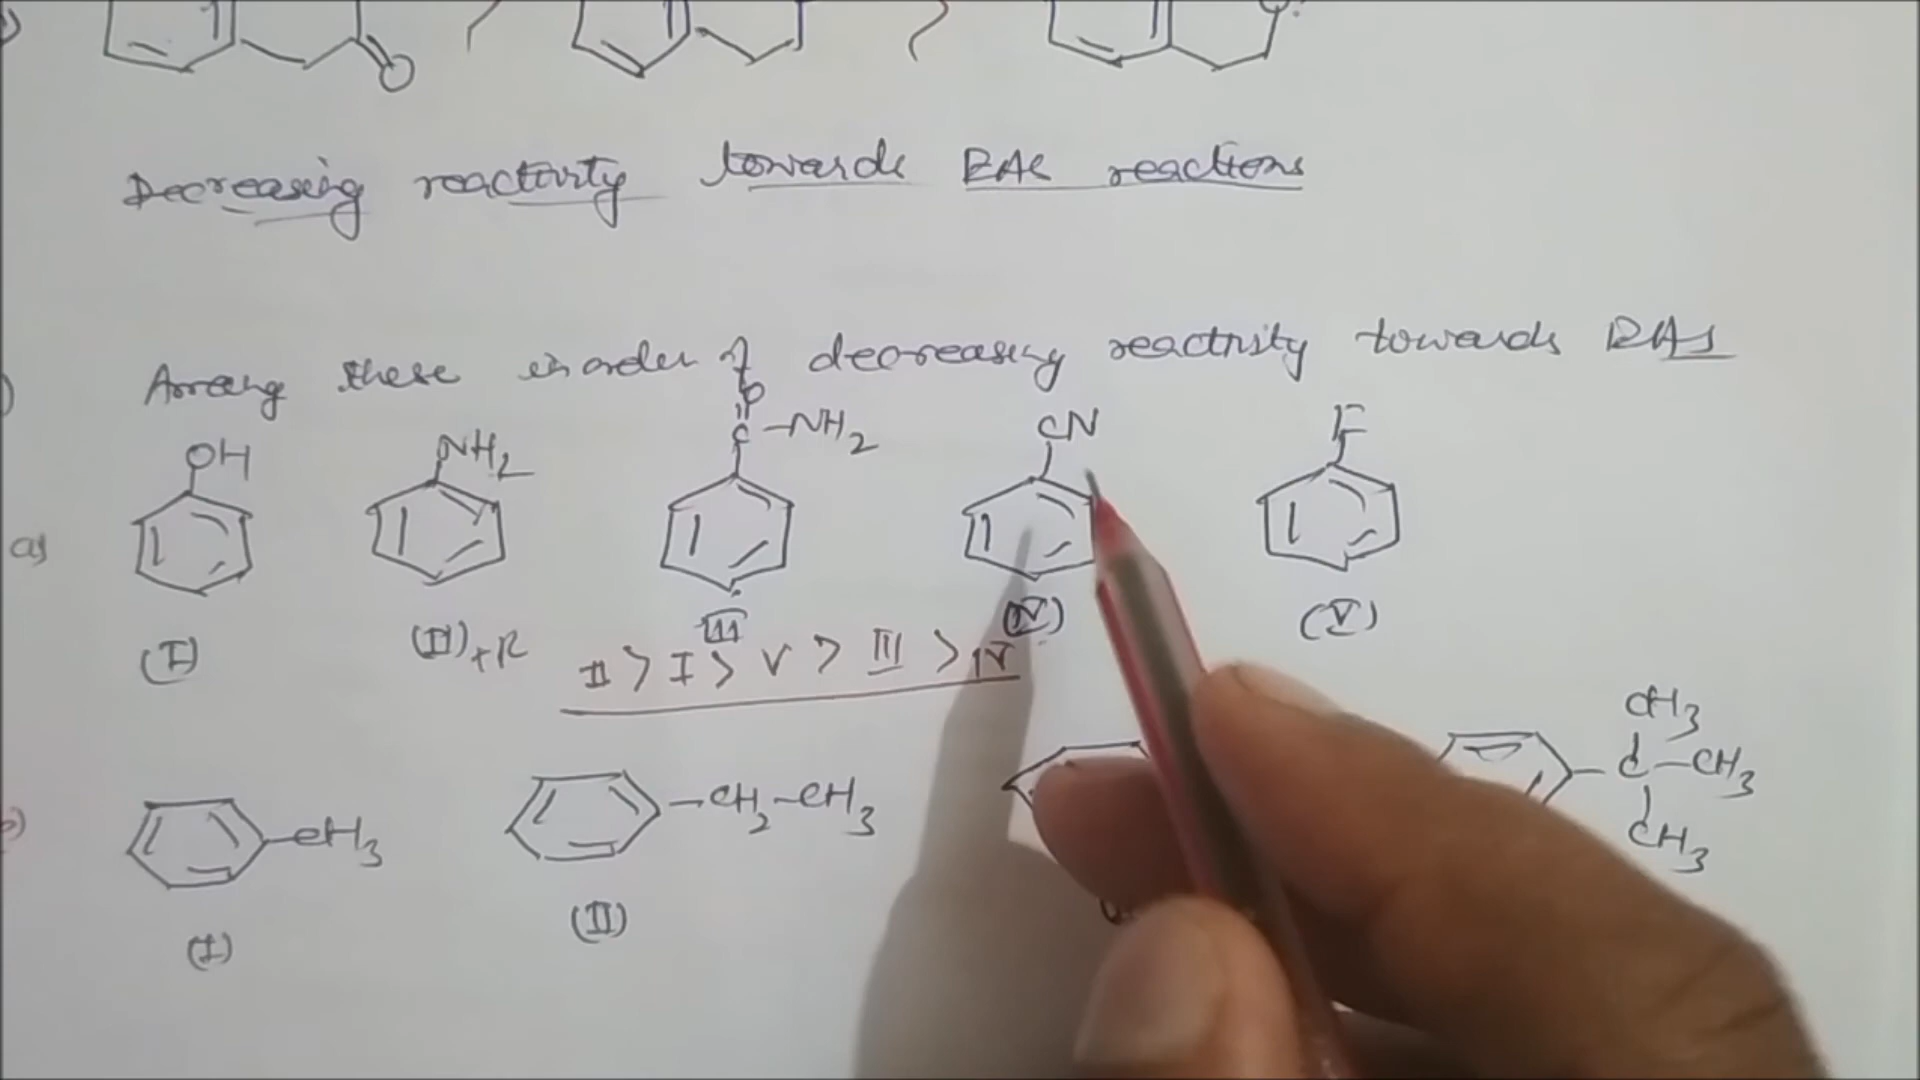 Decreasing reactivity towards EAS reactions
Arrang these in order of decreasing reactivity towards EAS
a)
OH
NH2
O
C-NH2
CN
F
(I)
(II) +R
III
(IV)
(V)
II > I > V > III > IV
CH3
-CH2-CH3
CH3
C-CH3
CH3
(I)
(II)